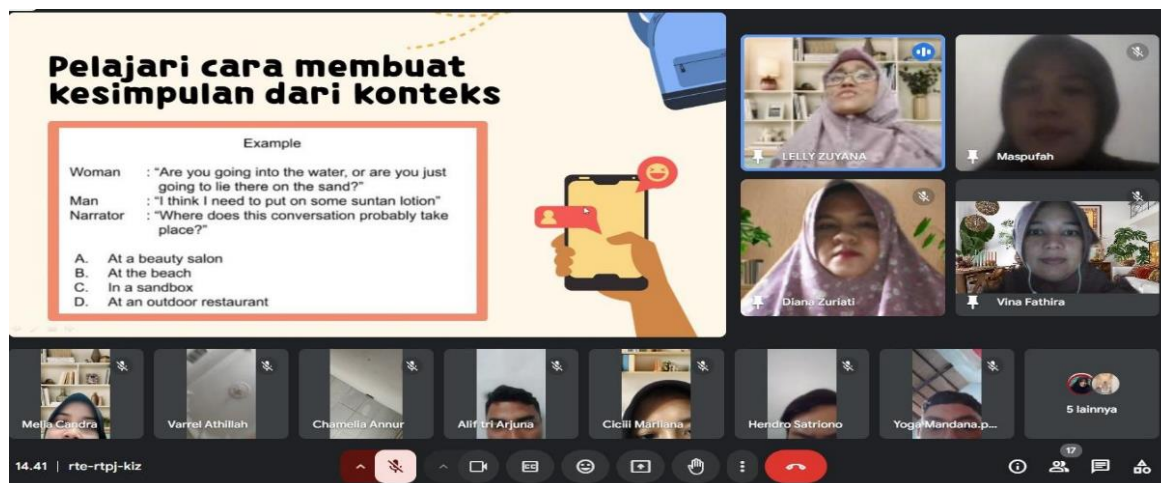 Pelajari cara membuat
kesimpulan dari konteks
Example
Woman : “Are you going into the water, or are you just
going to lie there on the sand?”
Man : “I think I need to put on some suntan lotion”
Narrator : “Where does this conversation probably take
place?”
A. At a beauty salon
B. At the beach
C. In a sandbox
D. At an outdoor restaurant
LELLY ZUYANA
Maspufah
Diana Zuriati
Vina Fathira
Melia Candra
Varrel Athillah
Chamelia Annur
Alif tri Arjuna
Ciciii Marliana
Hendro Satriono
Yoga Mandana.p...
5 lainnya
14.41 | rte-rtpj-kiz
17